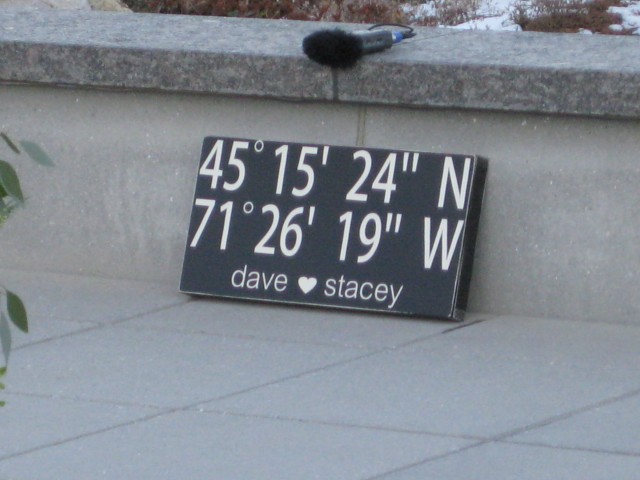 45° 15' 24" N
71° 26' 19" W
dave ♥ stacey